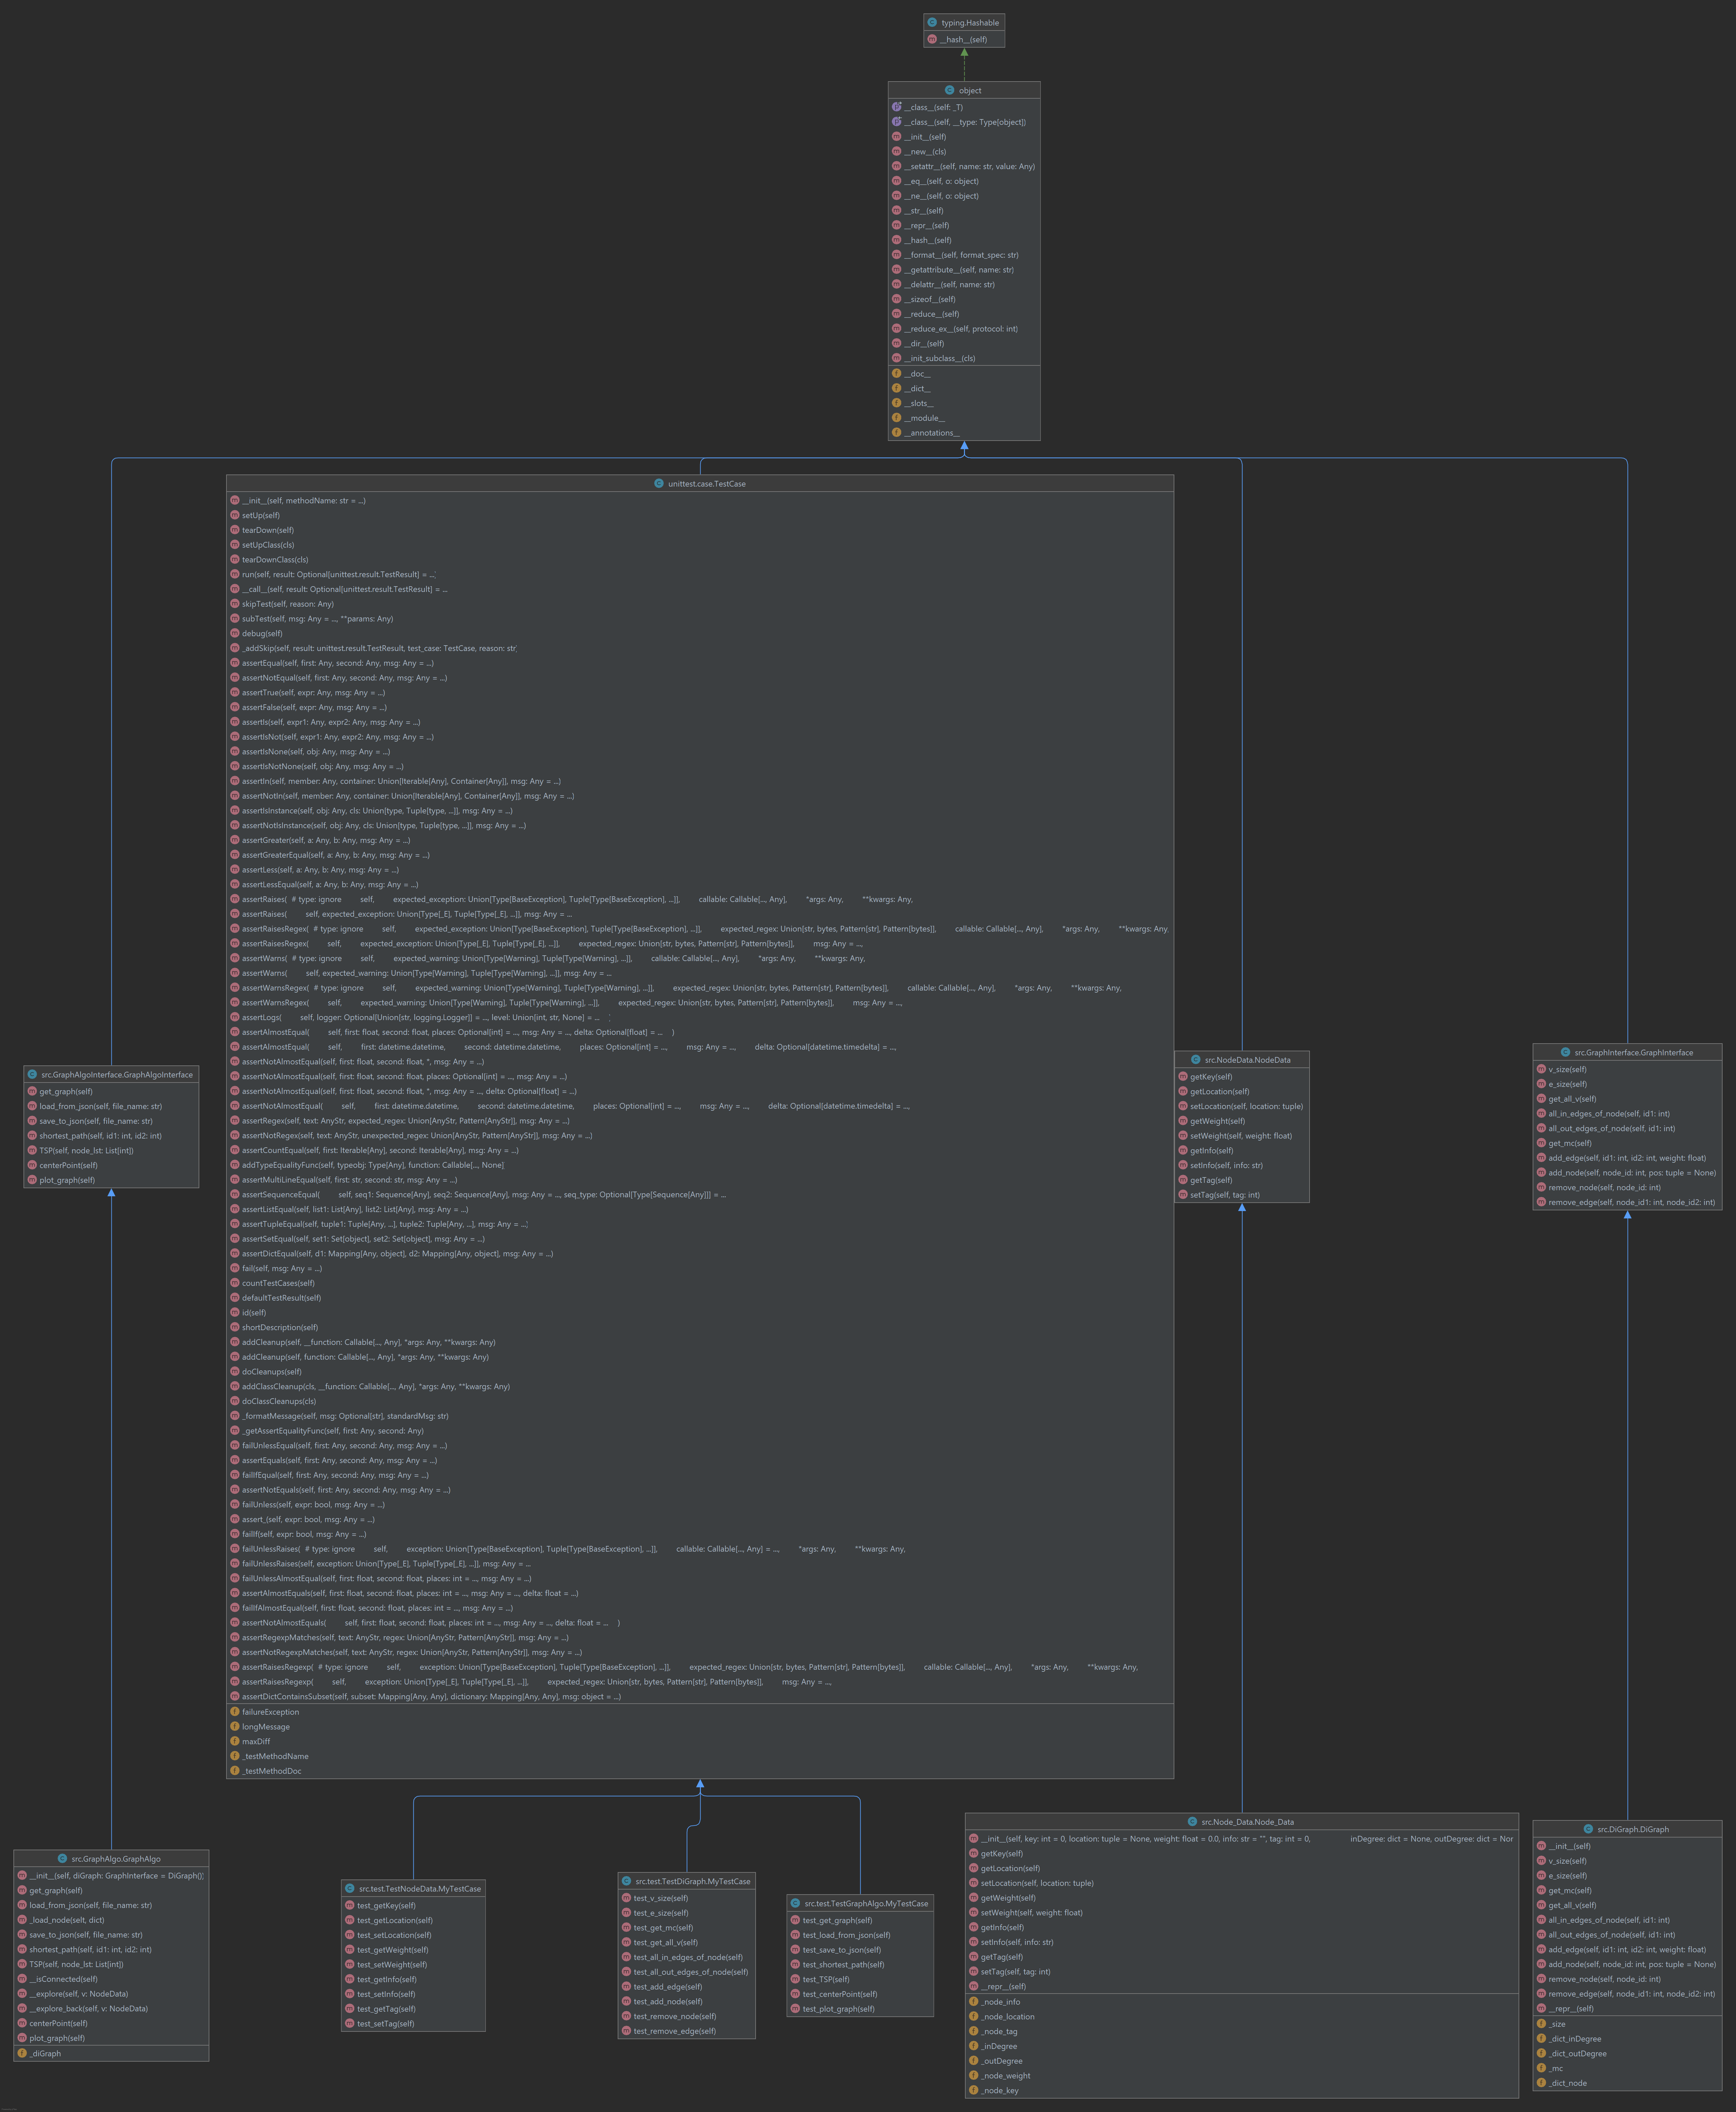 typing.Hashable
__hash__(self)
object
__class__(self: _T)
__class__(self, __type: Type[object])
__init__(self)
__new__(cls)
__setattr__(self, name: str, value: Any)
__eq__(self, o: object)
__ne__(self, o: object)
__str__(self)
__repr__(self)
__hash__(self)
__format__(self, format_spec: str)
__getattribute__(self, name: str)
__delattr__(self, name: str)
__sizeof__(self)
__reduce__(self)
__reduce_ex__(self, protocol: int)
__dir__(self)
__init_subclass__(cls)
__doc__
__dict__
__slots__
__module__
__annotations__
unittest.case.TestCase
__init__(self, methodName: str = ...)
setUp(self)
tearDown(self)
setUpClass(cls)
tearDownClass(cls)
run(self, result: Optional[unittest.result.TestResult] = ...)
__call__(self, result: Optional[unittest.result.TestResult] = ...
skipTest(self, reason: Any)
subTest(self, msg: Any = ..., **params: Any)
debug(self)
_addSkip(self, result: unittest.result.TestResult, test_case: TestCase, reason: str)
assertEqual(self, first: Any, second: Any, msg: Any = ...)
assertNotEqual(self, first: Any, second: Any, msg: Any = ...)
assertTrue(self, expr: Any, msg: Any = ...)
assertFalse(self, expr: Any, msg: Any = ...)
assertIs(self, expr1: Any, expr2: Any, msg: Any = ...)
assertIsNot(self, expr1: Any, expr2: Any, msg: Any = ...)
assertIsNone(self, obj: Any, msg: Any = ...)
assertIsNotNone(self, obj: Any, msg: Any = ...)
assertIn(self, member: Any, container: Union[Iterable[Any], Container[Any]], msg: Any = ...)
assertNotIn(self, member: Any, container: Union[Iterable[Any], Container[Any]], msg: Any = ...)
assertIsInstance(self, obj: Any, cls: Union[type, Tuple[type, ...]], msg: Any = ...)
assertNotIsInstance(self, obj: Any, cls: Union[type, Tuple[type, ...]], msg: Any = ...)
assertGreater(self, a: Any, b: Any, msg: Any = ...)
assertGreaterEqual(self, a: Any, b: Any, msg: Any = ...)
assertLess(self, a: Any, b: Any, msg: Any = ...)
assertLessEqual(self, a: Any, b: Any, msg: Any = ...)
assertRaises( # type: ignore self, expected_exception: Union[Type[BaseException], Tuple[Type[BaseException], ...]], callable: Callable[..., Any], *args: Any, **kwargs: Any,
assertRaises( self, expected_exception: Union[Type[_E], Tuple[Type[_E], ...]], msg: Any = ...
assertRaisesRegex( # type: ignore self, expected_exception: Union[Type[BaseException], Tuple[Type[BaseException], ...]], expected_regex: Union[str, bytes, Pattern[str], Pattern[bytes]], callable: Callable[..., Any], *args: Any, **kwargs: Any,
assertRaisesRegex( self, expected_exception: Union[Type[_E], Tuple[Type[_E], ...]], expected_regex: Union[str, bytes, Pattern[str], Pattern[bytes]], msg: Any = ...,
assertWarns( # type: ignore self, expected_warning: Union[Type[Warning], Tuple[Type[Warning], ...]], callable: Callable[..., Any], *args: Any, **kwargs: Any,
assertWarns( self, expected_warning: Union[Type[Warning], Tuple[Type[Warning], ...]], msg: Any = ...
assertWarnsRegex( # type: ignore self, expected_warning: Union[Type[Warning], Tuple[Type[Warning], ...]], expected_regex: Union[str, bytes, Pattern[str], Pattern[bytes]], callable: Callable[..., Any], *args: Any, **kwargs: Any,
assertWarnsRegex( self, expected_warning: Union[Type[Warning], Tuple[Type[Warning], ...]], expected_regex: Union[str, bytes, Pattern[str], Pattern[bytes]], msg: Any = ...,
assertLogs( self, logger: Optional[Union[str, logging.Logger]] = ..., level: Union[int, str, None] = ... )
assertAlmostEqual( self, first: float, second: float, places: Optional[int] = ..., msg: Any = ..., delta: Optional[float] = ... )
assertAlmostEqual( self, first: datetime.datetime, second: datetime.datetime, places: Optional[int] = ..., msg: Any = ..., delta: Optional[datetime.timedelta] = ...,
assertNotAlmostEqual(self, first: float, second: float, *, msg: Any = ...)
assertNotAlmostEqual(self, first: float, second: float, places: Optional[int] = ..., msg: Any = ...)
assertNotAlmostEqual(self, first: float, second: float, *, msg: Any = ..., delta: Optional[float] = ...)
assertNotAlmostEqual( self, first: datetime.datetime, second: datetime.datetime, places: Optional[int] = ..., msg: Any = ..., delta: Optional[datetime.timedelta] = ...,
assertRegex(self, text: AnyStr, expected_regex: Union[AnyStr, Pattern[AnyStr]], msg: Any = ...)
assertNotRegex(self, text: AnyStr, unexpected_regex: Union[AnyStr, Pattern[AnyStr]], msg: Any = ...)
assertCountEqual(self, first: Iterable[Any], second: Iterable[Any], msg: Any = ...)
addTypeEqualityFunc(self, typeobj: Type[Any], function: Callable[..., None]
assertMultiLineEqual(self, first: str, second: str, msg: Any = ...)
assertSequenceEqual( self, seq1: Sequence[Any], seq2: Sequence[Any], msg: Any = ..., seq_type: Optional[Type[Sequence[Any]]] = ...
assertListEqual(self, list1: List[Any], list2: List[Any], msg: Any = ...)
assertTupleEqual(self, tuple1: Tuple[Any, ...], tuple2: Tuple[Any, ...], msg: Any = ...)
assertSetEqual(self, set1: Set[object], set2: Set[object], msg: Any = ...)
assertDictEqual(self, d1: Mapping[Any, object], d2: Mapping[Any, object], msg: Any = ...)
fail(self, msg: Any = ...)
countTestCases(self)
defaultTestResult(self)
id(self)
shortDescription(self)
addCleanup(self, __function: Callable[..., Any], *args: Any, **kwargs: Any)
addCleanup(self, function: Callable[..., Any], *args: Any, **kwargs: Any)
doCleanups(self)
addClassCleanup(cls, __function: Callable[..., Any], *args: Any, **kwargs: Any)
doClassCleanups(cls)
_formatMessage(self, msg: Optional[str], standardMsg: str)
_getAssertEqualityFunc(self, first: Any, second: Any)
failUnlessEqual(self, first: Any, second: Any, msg: Any = ...)
assertEquals(self, first: Any, second: Any, msg: Any = ...)
failIfEqual(self, first: Any, second: Any, msg: Any = ...)
assertNotEquals(self, first: Any, second: Any, msg: Any = ...)
failUnless(self, expr: bool, msg: Any = ...)
assert_(self, expr: bool, msg: Any = ...)
failIf(self, expr: bool, msg: Any = ...)
failUnlessRaises( # type: ignore self, exception: Union[Type[BaseException], Tuple[Type[BaseException], ...]], callable: Callable[..., Any] = ..., *args: Any, **kwargs: Any,
failUnlessRaises(self, exception: Union[Type[_E], Tuple[Type[_E], ...]], msg: Any = ...
failUnlessAlmostEqual(self, first: float, second: float, places: int = ..., msg: Any = ...)
assertAlmostEquals(self, first: float, second: float, places: int = ..., msg: Any = ..., delta: float = ...)
failIfAlmostEqual(self, first: float, second: float, places: int = ..., msg: Any = ...)
assertNotAlmostEquals( self, first: float, second: float, places: int = ..., msg: Any = ..., delta: float = ... )
assertRegexpMatches(self, text: AnyStr, regex: Union[AnyStr, Pattern[AnyStr]], msg: Any = ...)
assertNotRegexpMatches(self, text: AnyStr, regex: Union[AnyStr, Pattern[AnyStr]], msg: Any = ...)
assertRaisesRegexp( # type: ignore self, exception: Union[Type[BaseException], Tuple[Type[BaseException], ...]], expected_regex: Union[str, bytes, Pattern[str], Pattern[bytes]], callable: Callable[..., Any], *args: Any, **kwargs: Any,
assertRaisesRegexp( self, exception: Union[Type[_E], Tuple[Type[_E], ...]], expected_regex: Union[str, bytes, Pattern[str], Pattern[bytes]], msg: Any = ...,
assertDictContainsSubset(self, subset: Mapping[Any, Any], dictionary: Mapping[Any, Any], msg: object = ...)
failureException
longMessage
maxDiff
_testMethodName
_testMethodDoc
src.GraphAlgoInterface.GraphAlgoInterface
get_graph(self)
load_from_json(self, file_name: str)
save_to_json(self, file_name: str)
shortest_path(self, id1: int, id2: int)
TSP(self, node_lst: List[int])
centerPoint(self)
plot_graph(self)
src.NodeData.NodeData
getKey(self)
getLocation(self)
setLocation(self, location: tuple)
getWeight(self)
setWeight(self, weight: float)
getInfo(self)
setInfo(self, info: str)
getTag(self)
setTag(self, tag: int)
src.GraphInterface.GraphInterface
v_size(self)
e_size(self)
get_all_v(self)
all_in_edges_of_node(self, id1: int)
all_out_edges_of_node(self, id1: int)
get_mc(self)
add_edge(self, id1: int, id2: int, weight: float)
add_node(self, node_id: int, pos: tuple = None)
remove_node(self, node_id: int)
remove_edge(self, node_id1: int, node_id2: int)
src.GraphAlgo.GraphAlgo
__init__(self, diGraph: GraphInterface = DiGraph())
get_graph(self)
load_from_json(self, file_name: str)
_load_node(selt, dict)
save_to_json(self, file_name: str)
shortest_path(self, id1: int, id2: int)
TSP(self, node_lst: List[int])
__isConnected(self)
__explore(self, v: NodeData)
__explore_back(self, v: NodeData)
centerPoint(self)
plot_graph(self)
_diGraph
src.test.TestNodeData.MyTestCase
test_getKey(self)
test_getLocation(self)
test_setLocation(self)
test_getWeight(self)
test_setWeight(self)
test_getInfo(self)
test_setInfo(self)
test_getTag(self)
test_setTag(self)
src.test.TestDiGraph.MyTestCase
test_v_size(self)
test_e_size(self)
test_get_mc(self)
test_get_all_v(self)
test_all_in_edges_of_node(self)
test_all_out_edges_of_node(self)
test_add_edge(self)
test_add_node(self)
test_remove_node(self)
test_remove_edge(self)
src.test.TestGraphAlgo.MyTestCase
test_get_graph(self)
test_load_from_json(self)
test_save_to_json(self)
test_shortest_path(self)
test_TSP(self)
test_centerPoint(self)
test_plot_graph(self)
src.Node_Data.Node_Data
__init__(self, key: int = 0, location: tuple = None, weight: float = 0.0, info: str = "", tag: int = 0, inDegree: dict = None, outDegree: dict = Nor
getKey(self)
getLocation(self)
setLocation(self, location: tuple)
getWeight(self)
setWeight(self, weight: float)
getInfo(self)
setInfo(self, info: str)
getTag(self)
setTag(self, tag: int)
__repr__(self)
_node_info
_node_location
_node_tag
_inDegree
_outDegree
_node_weight
_node_key
src.DiGraph.DiGraph
__init__(self)
v_size(self)
e_size(self)
get_mc(self)
get_all_v(self)
all_in_edges_of_node(self, id1: int)
all_out_edges_of_node(self, id1: int)
add_edge(self, id1: int, id2: int, weight: float)
add_node(self, node_id: int, pos: tuple = None)
remove_node(self, node_id: int)
remove_edge(self, node_id1: int, node_id2: int)
__repr__(self)
_size
_dict_inDegree
_dict_outDegree
_mc
_dict_node